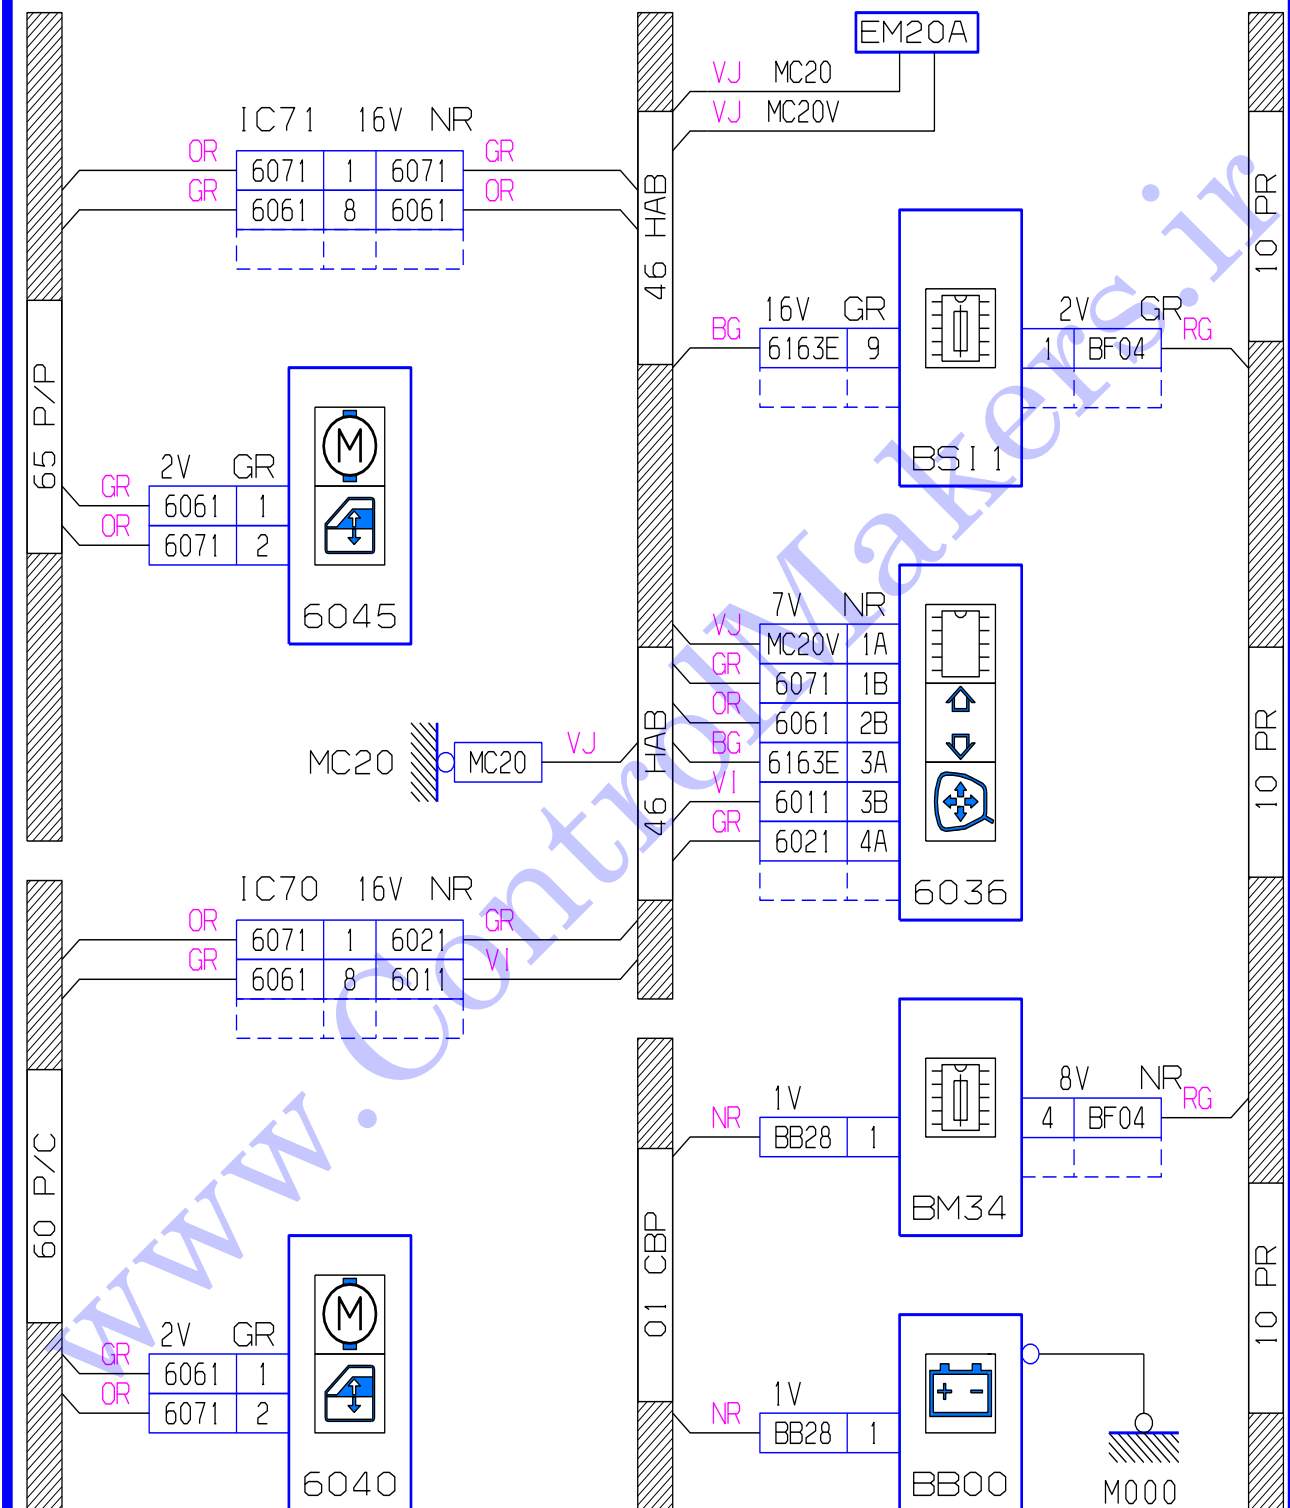 EM20A
VJ MC20
VJ MC20V
IC71 16V NR
OR 6071 1 6071 GR
GR 6061 8 6061 OR
46 HAB
10 PR
16V GR
BG 6163E 9
2V GR
1 BF04 RG
BSI1
65 P/P
2V GR
GR 6061 1
OR 6071 2
M
6045
7V NR
VJ MC20V 1A
GR 6071 1B
OR 6061 2B
BG 6163E 3A
VI 6011 3B
GR 6021 4A
6036
MC20 MC20 VJ
46 HAB
10 PR
IC70 16V NR
OR 6071 1 6021 GR
GR 6061 8 6011 VI
8V NR
4 BF04 RG
1V
NR BB28 1
BM34
60 P/C
01 CBP
10 PR
2V GR
GR 6061 1
OR 6071 2
M
6040
1V
NR BB28 1
+ -
BB00
M000
www.ControlMakers.ir